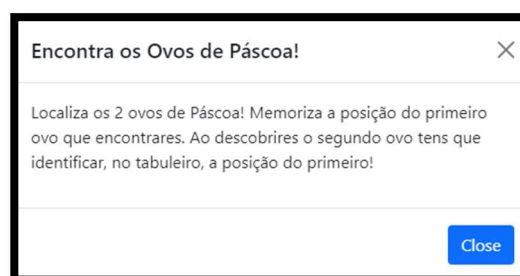 Encontra os Ovos de Páscoa!
Localiza os 2 ovos de Páscoa! Memoriza a posição do primeiro
ovo que encontrares. Ao descobrires o segundo ovo tens que
identificar, no tabuleiro, a posição do primeiro!
Close